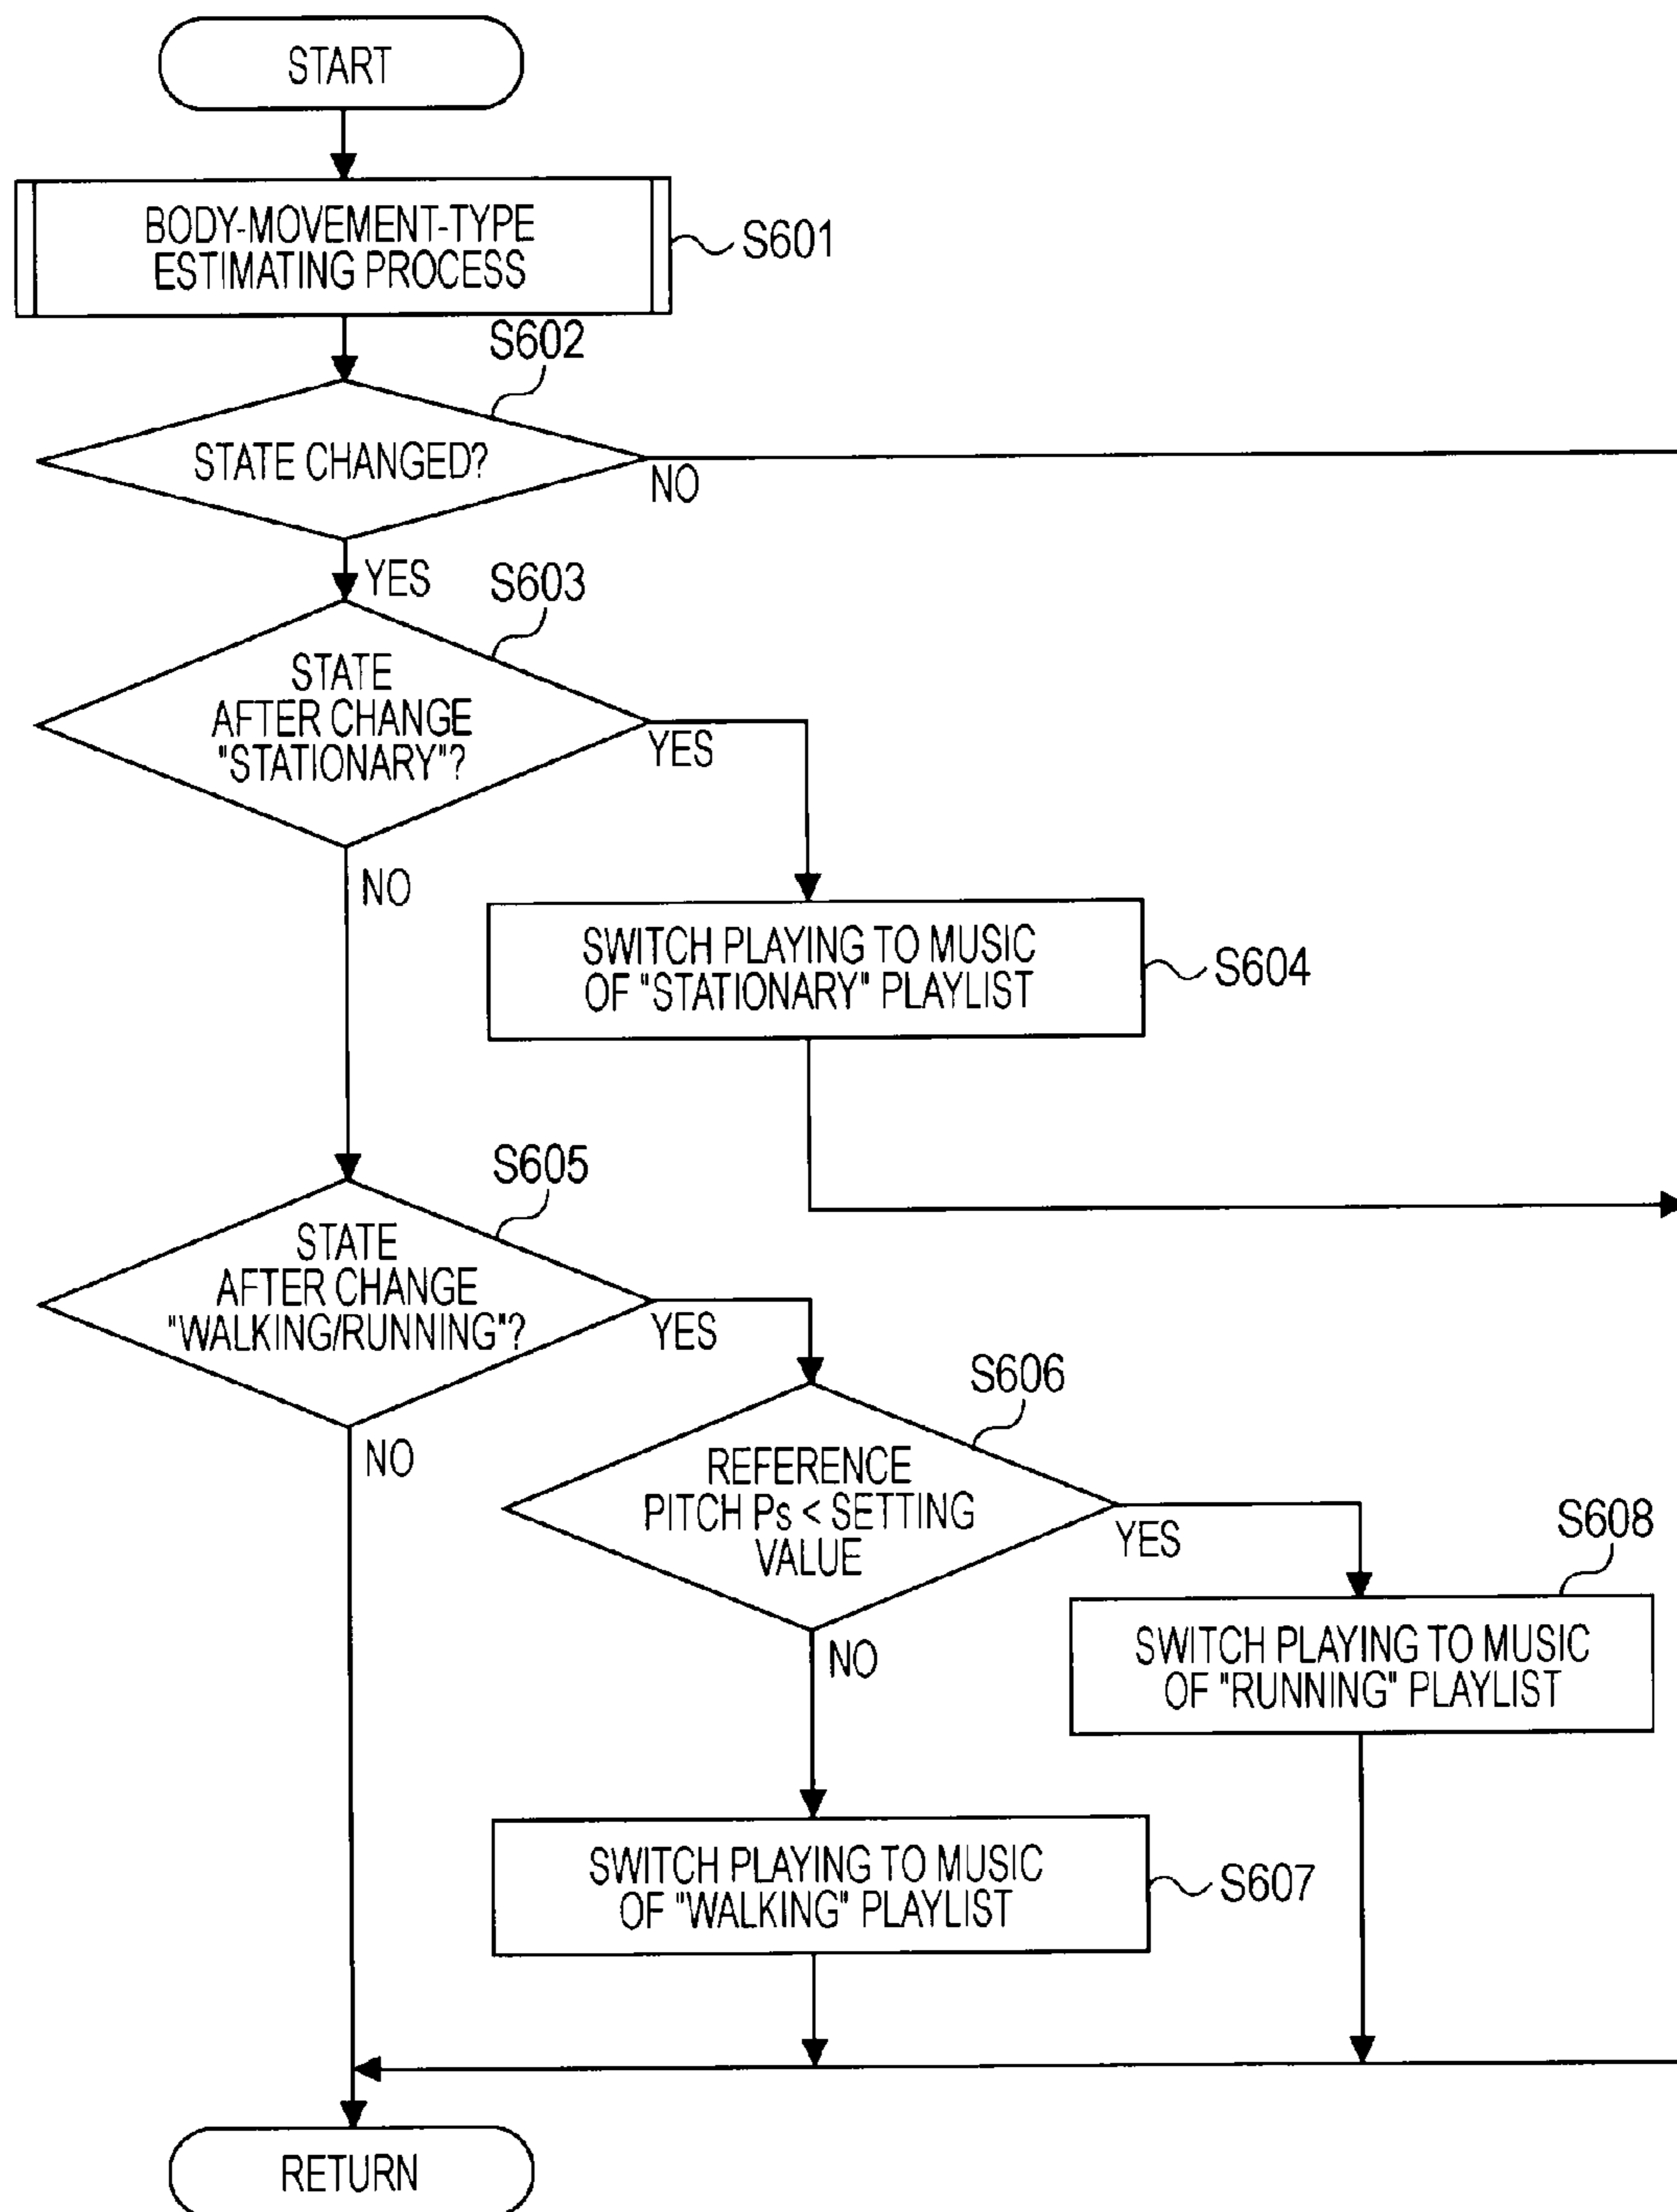 START
BODY-MOVEMENT-TYPE
ESTIMATING PROCESS
S601
S602
STATE CHANGED?
NO
YES
S603
STATE
AFTER CHANGE
"STATIONARY"?
YES
NO
SWITCH PLAYING TO MUSIC
OF "STATIONARY" PLAYLIST
S604
S605
STATE
AFTER CHANGE
"WALKING/RUNNING"?
YES
NO
S606
REFERENCE
PITCH Ps < SETTING
VALUE
YES
NO
S608
SWITCH PLAYING TO MUSIC
OF "RUNNING" PLAYLIST
SWITCH PLAYING TO MUSIC
OF "WALKING" PLAYLIST
S607
RETURN